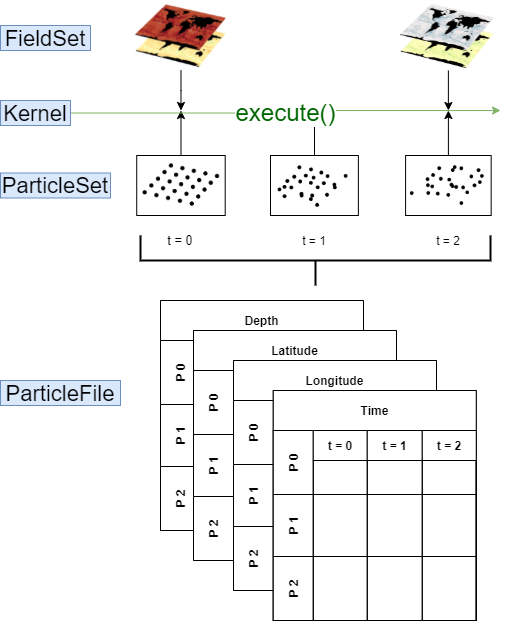 FieldSet
Kernel
execute()
ParticleSet
t = 0
t = 1
t = 2
ParticleFile
Depth
P 0
P 1
P 2
Latitude
P 0
P 1
P 2
Longitude
P 0
P 1
P 2
Time
t = 0
t = 1
t = 2
P 0
P 1
P 2